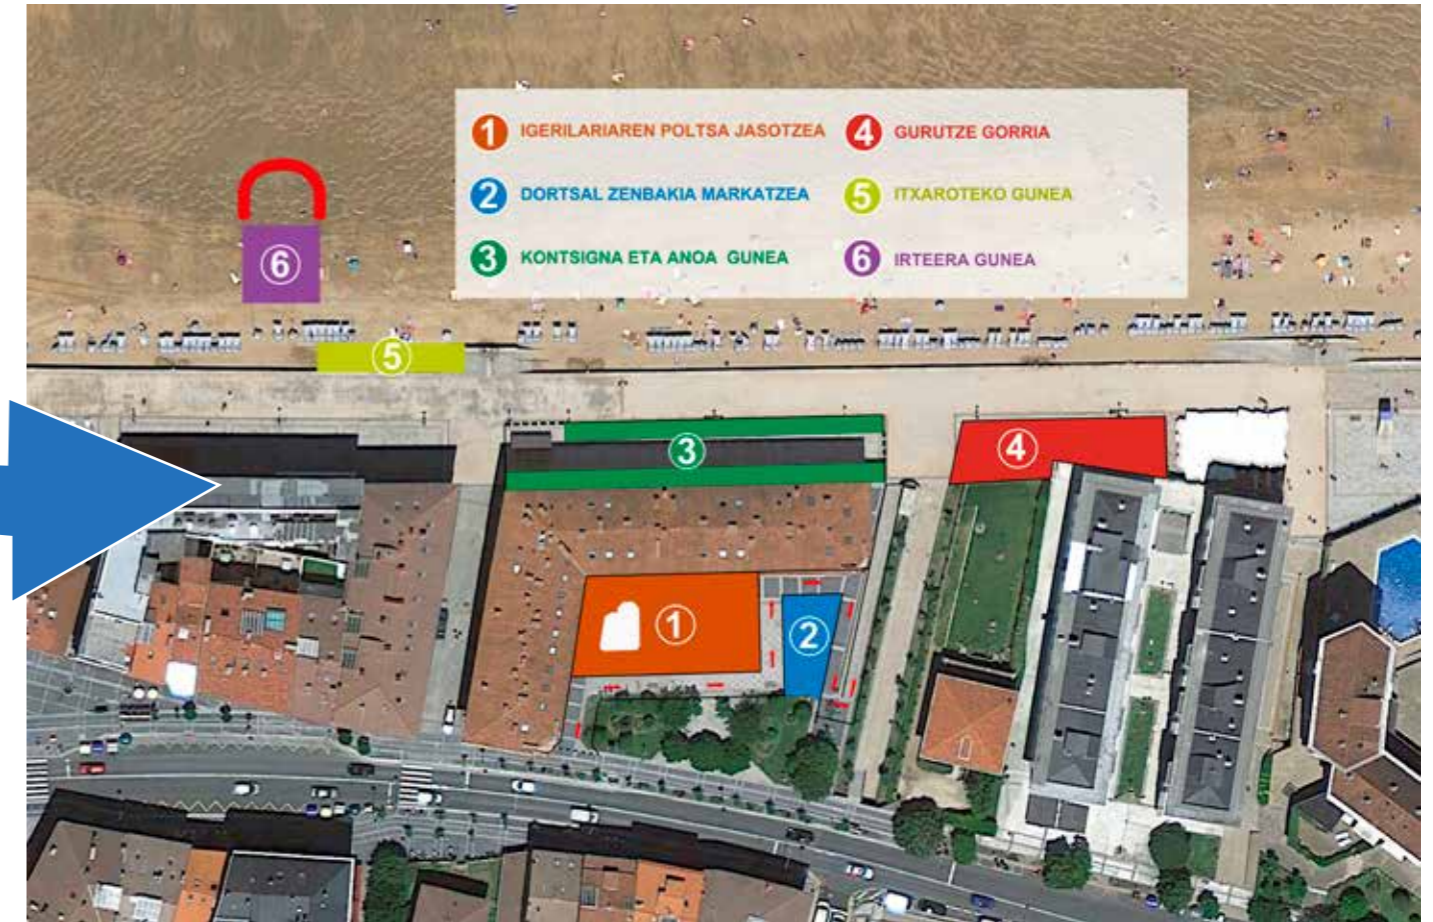 1 IGERILARIAREN POLTSA JASOTZEA
4 GURUTZE GORRIA
2 DORTSAL ZENBAKIA MARKATZEA
5 ITXAROTEKO GUNEA
3 KONTSIGNA ETA ANOA GUNEA
6 IRTEERA GUNEA
6
5
3
4
1
2